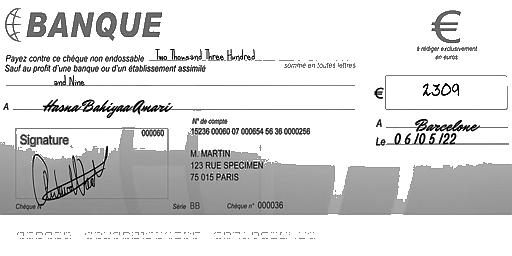 BANQUE
€
à rédiger exclusivement
en euros
Payez contre ce chèque non endossable Two Thousand Three Hundred
somme en toutes lettres
Sauf au profit d'une banque ou d'un établissement assimilé
and Nine
€ 2309
A Hasna Bakiyaa Qmari
A Barcelone
Le 06/05/22
Signature
000060
N° de compte
15236 00060 07 000654 56 36 0000256
M. MARTIN
123 RUE SPECIMEN
75 015 PARIS
Chèque N°
Série BB
Chèque n° 000036